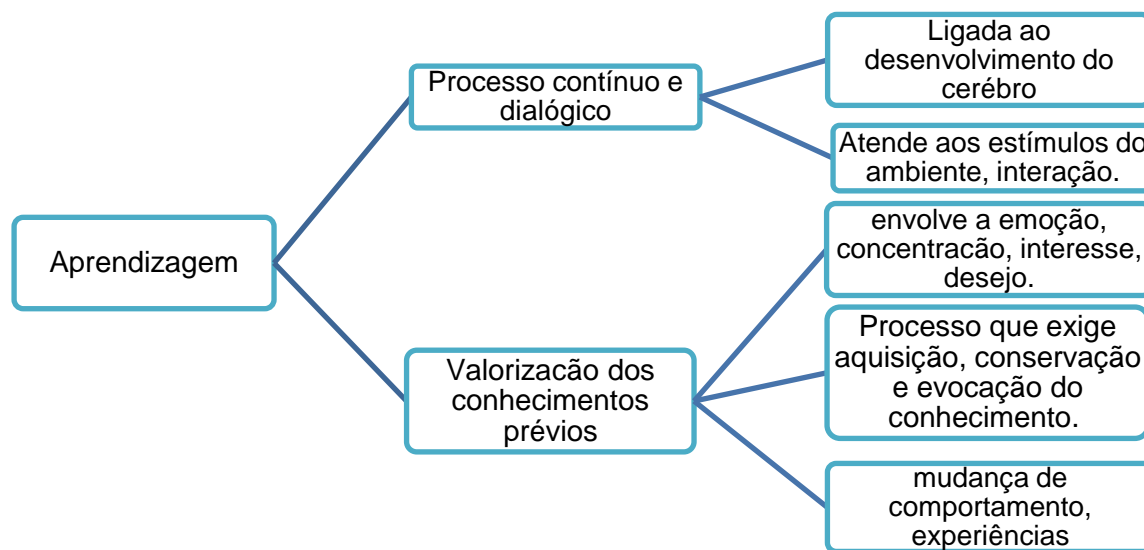 Aprendizagem
Processo contínuo e
dialógico
Ligada ao
desenvolvimento do
cerébro
Atende aos estímulos do
ambiente, interação.
Valorizacão dos
conhecimentos
prévios
envolve a emoção,
concentracão, interesse,
desejo.
Processo que exige
aquisição, conservação
e evocação do
conhecimento.
mudança de
comportamento,
experiências